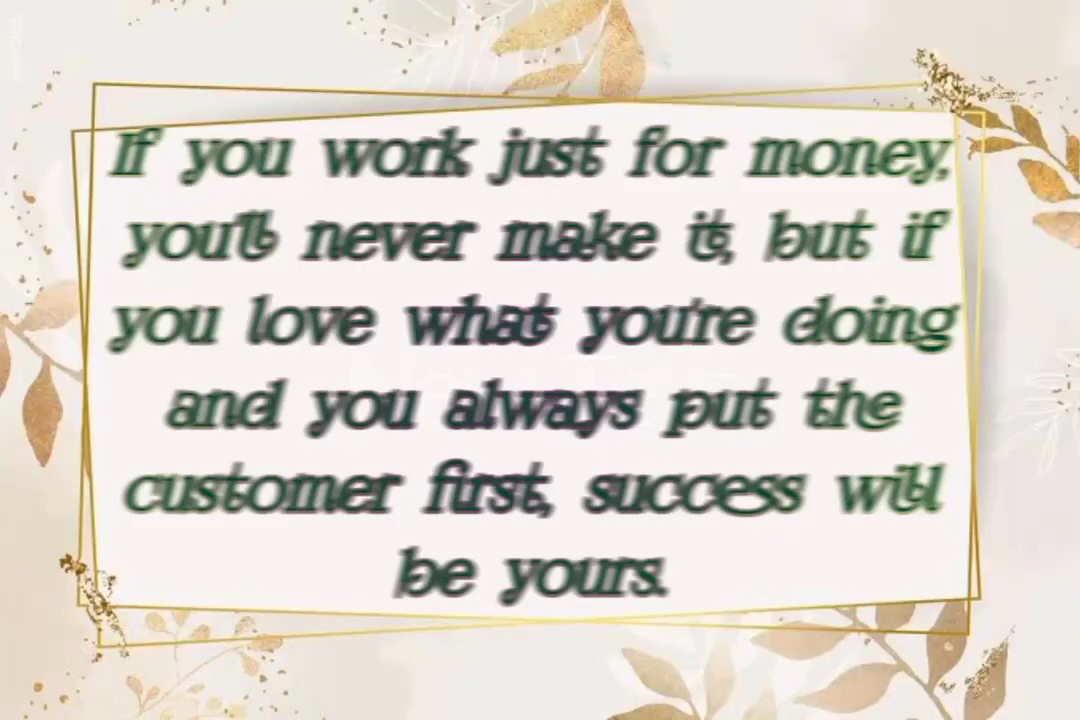 If you work just for money,
you'll never make it, but if
you love what you're doing
and you always put the
customer first, success will
be yours.